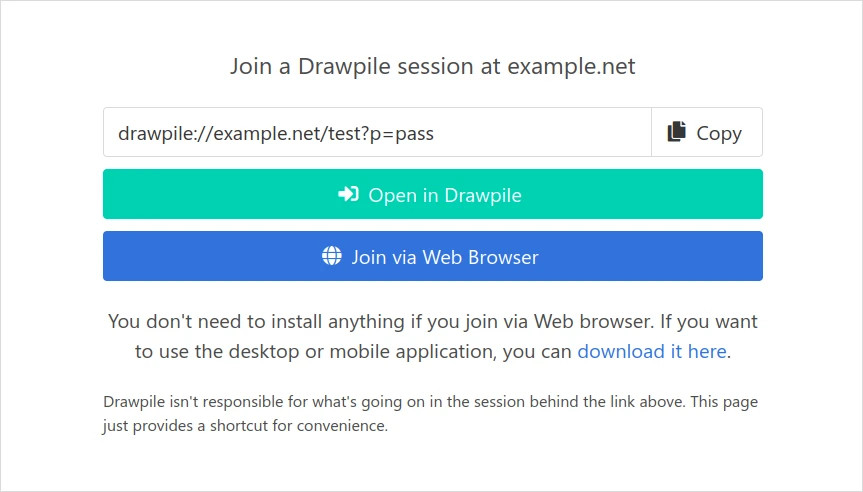 Join a Drawpile session at example.net
drawpile://example.net/test?p=pass
Copy
Open in Drawpile
Join via Web Browser
You don't need to install anything if you join via Web browser. If you want
to use the desktop or mobile application, you can download it here.
Drawpile isn't responsible for what's going on in the session behind the link above. This page
just provides a shortcut for convenience.